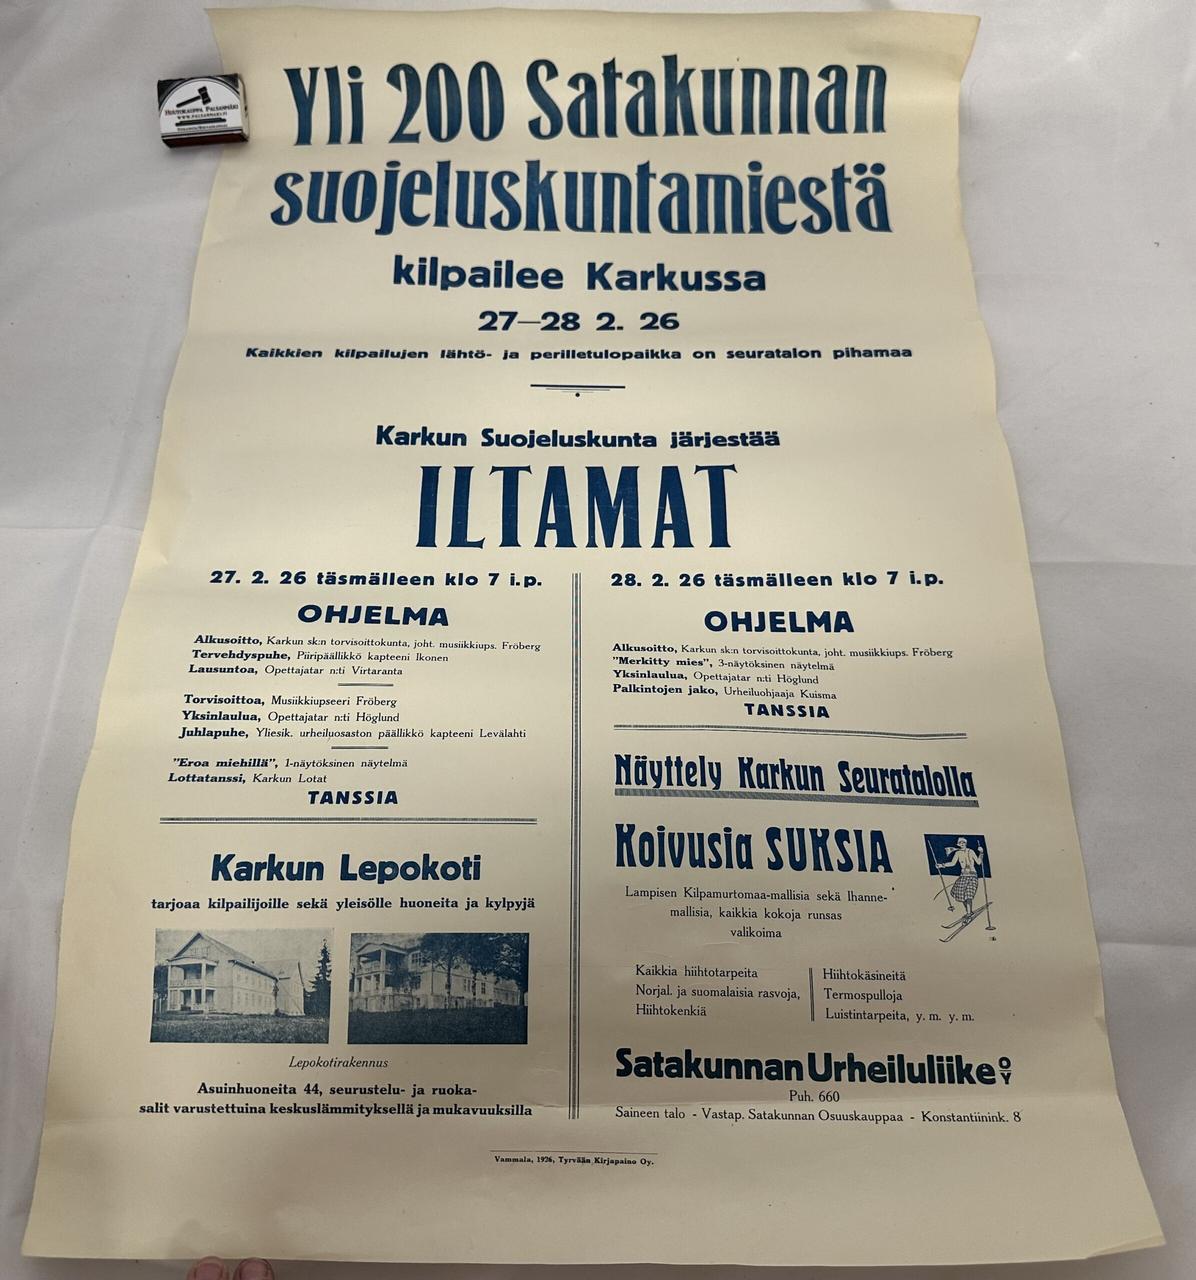 HUUTOKAUPPA PALSANMÄKI
WWW.PALSANMAKI.FI
Yli 200 Satakunnan
suojeluskuntamiestä
kilpailee Karkussa
27—28 2. 26
Kaikkien kilpailujen lähtö- ja perilletulopaikka on seuratalon pihamaa
Karkun Suojeluskunta järjestää
ILTAMAT
27. 2. 26 täsmälleen klo 7 i.p.
OHJELMA
Alkusoitto, Karkun sk:n torvisoittokunta, joht. musiikkiups. Fröberg
Tervehdyspuhe, Piiripäällikkö kapteeni Ikonen
Lausuntoa, Opettajatar n:ti Virtaranta
Torvisoittoa, Musiikkiupseeri Fröberg
Yksinlaulua, Opettajatar n:ti Höglund
Juhlapuhe, Yliesik. urheiluosaston päällikkö kapteeni Levälahti
"Eroa miehillä", 1-näytöksinen näytelmä
Lottatanssi, Karkun Lotat
TANSSIA
Karkun Lepokoti
tarjoaa kilpailijoille sekä yleisölle huoneita ja kylpyjä
Lepokotirakennus
Asuinhuoneita 44, seurustelu- ja ruoka-
salit varustettuina keskuslämmityksellä ja mukavuuksilla
28. 2. 26 täsmälleen klo 7 i.p.
OHJELMA
Alkusoitto, Karkun sk:n torvisoittokunta, joht. musiikkiups. Fröberg
"Merkitty mies", 3-näytöksinen näytelmä
Yksinlaulua, Opettajatar n:ti Höglund
Palkintojen jako, Urheiluohjaaja Kuisma
TANSSIA
Näyttely Karkun Seuratalolla
Koivusia SUKSIA
Lampisen Kilpamurtomaa-mallisia sekä Ihanne-
mallisia, kaikkia kokoja runsas
valikoima
Kaikkia hiihtotarpeita
Norjal. ja suomalaisia rasvoja,
Hiihtokenkiä
Hiihtokäsineitä
Termospulloja
Luistintarpeita, y. m. y. m.
Satakunnan Urheiluliike OY
Puh. 660
Saineen talo - Vastap. Satakunnan Osuuskauppaa - Konstantiinink. 8
Vammala, 1926, Tyrvään Kirjapaino Oy.